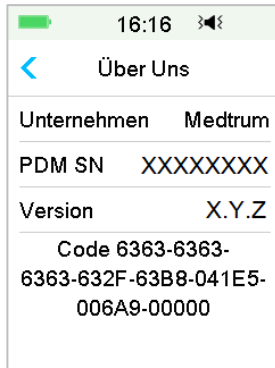 16:16
Über Uns
Unternehmen Medtrum
PDM SN XXXXXXXX
Version X.Y.Z
Code 6363-6363-
6363-632F-63B8-041E5-
006A9-00000